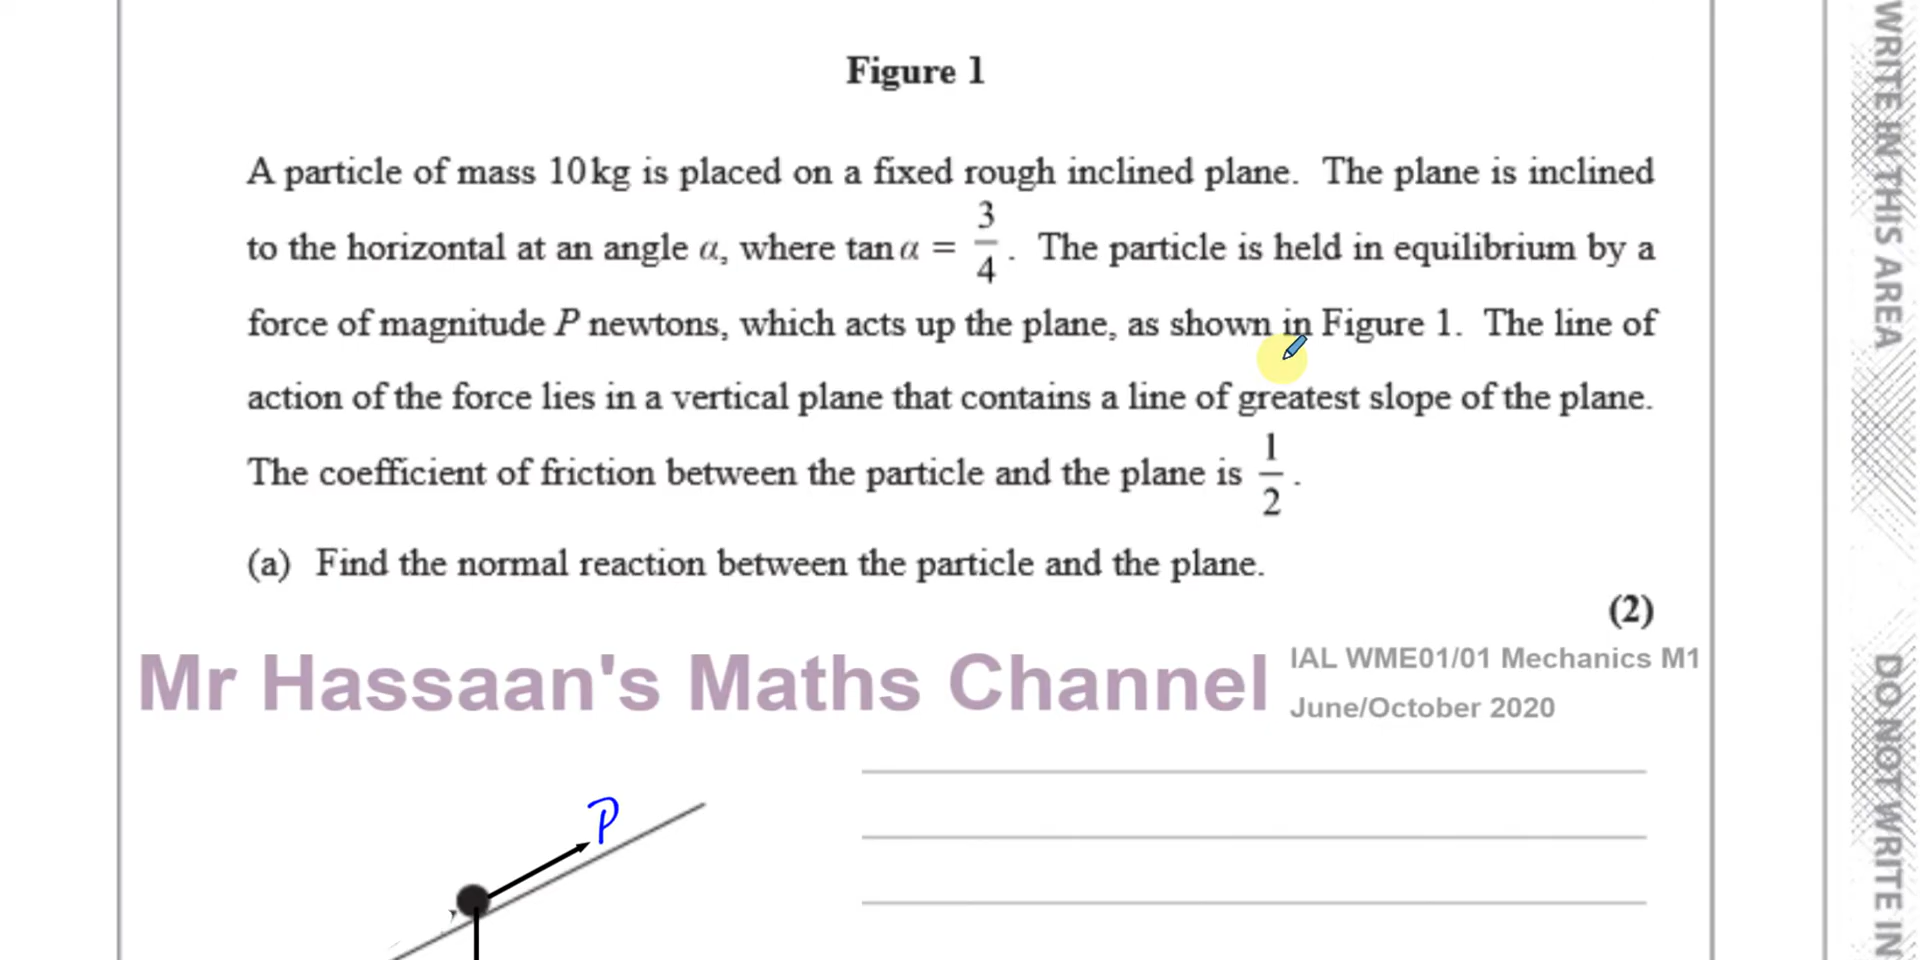 Figure 1
A particle of mass 10 kg is placed on a fixed rough inclined plane. The plane is inclined
to the horizontal at an angle α, where tan α = 3/4. The particle is held in equilibrium by a
force of magnitude P newtons, which acts up the plane, as shown in Figure 1. The line of
action of the force lies in a vertical plane that contains a line of greatest slope of the plane.
The coefficient of friction between the particle and the plane is 1/2.
(a) Find the normal reaction between the particle and the plane.
(2)
Mr Hassaan's Maths Channel
IAL WME01/01 Mechanics M1
June/October 2020
P
WRITE IN THIS AREA
DO NOT WRITE IN